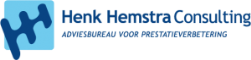 Henk Hemstra Consulting
ADVIESBUREAU VOOR PRESTATIEVERBETERING